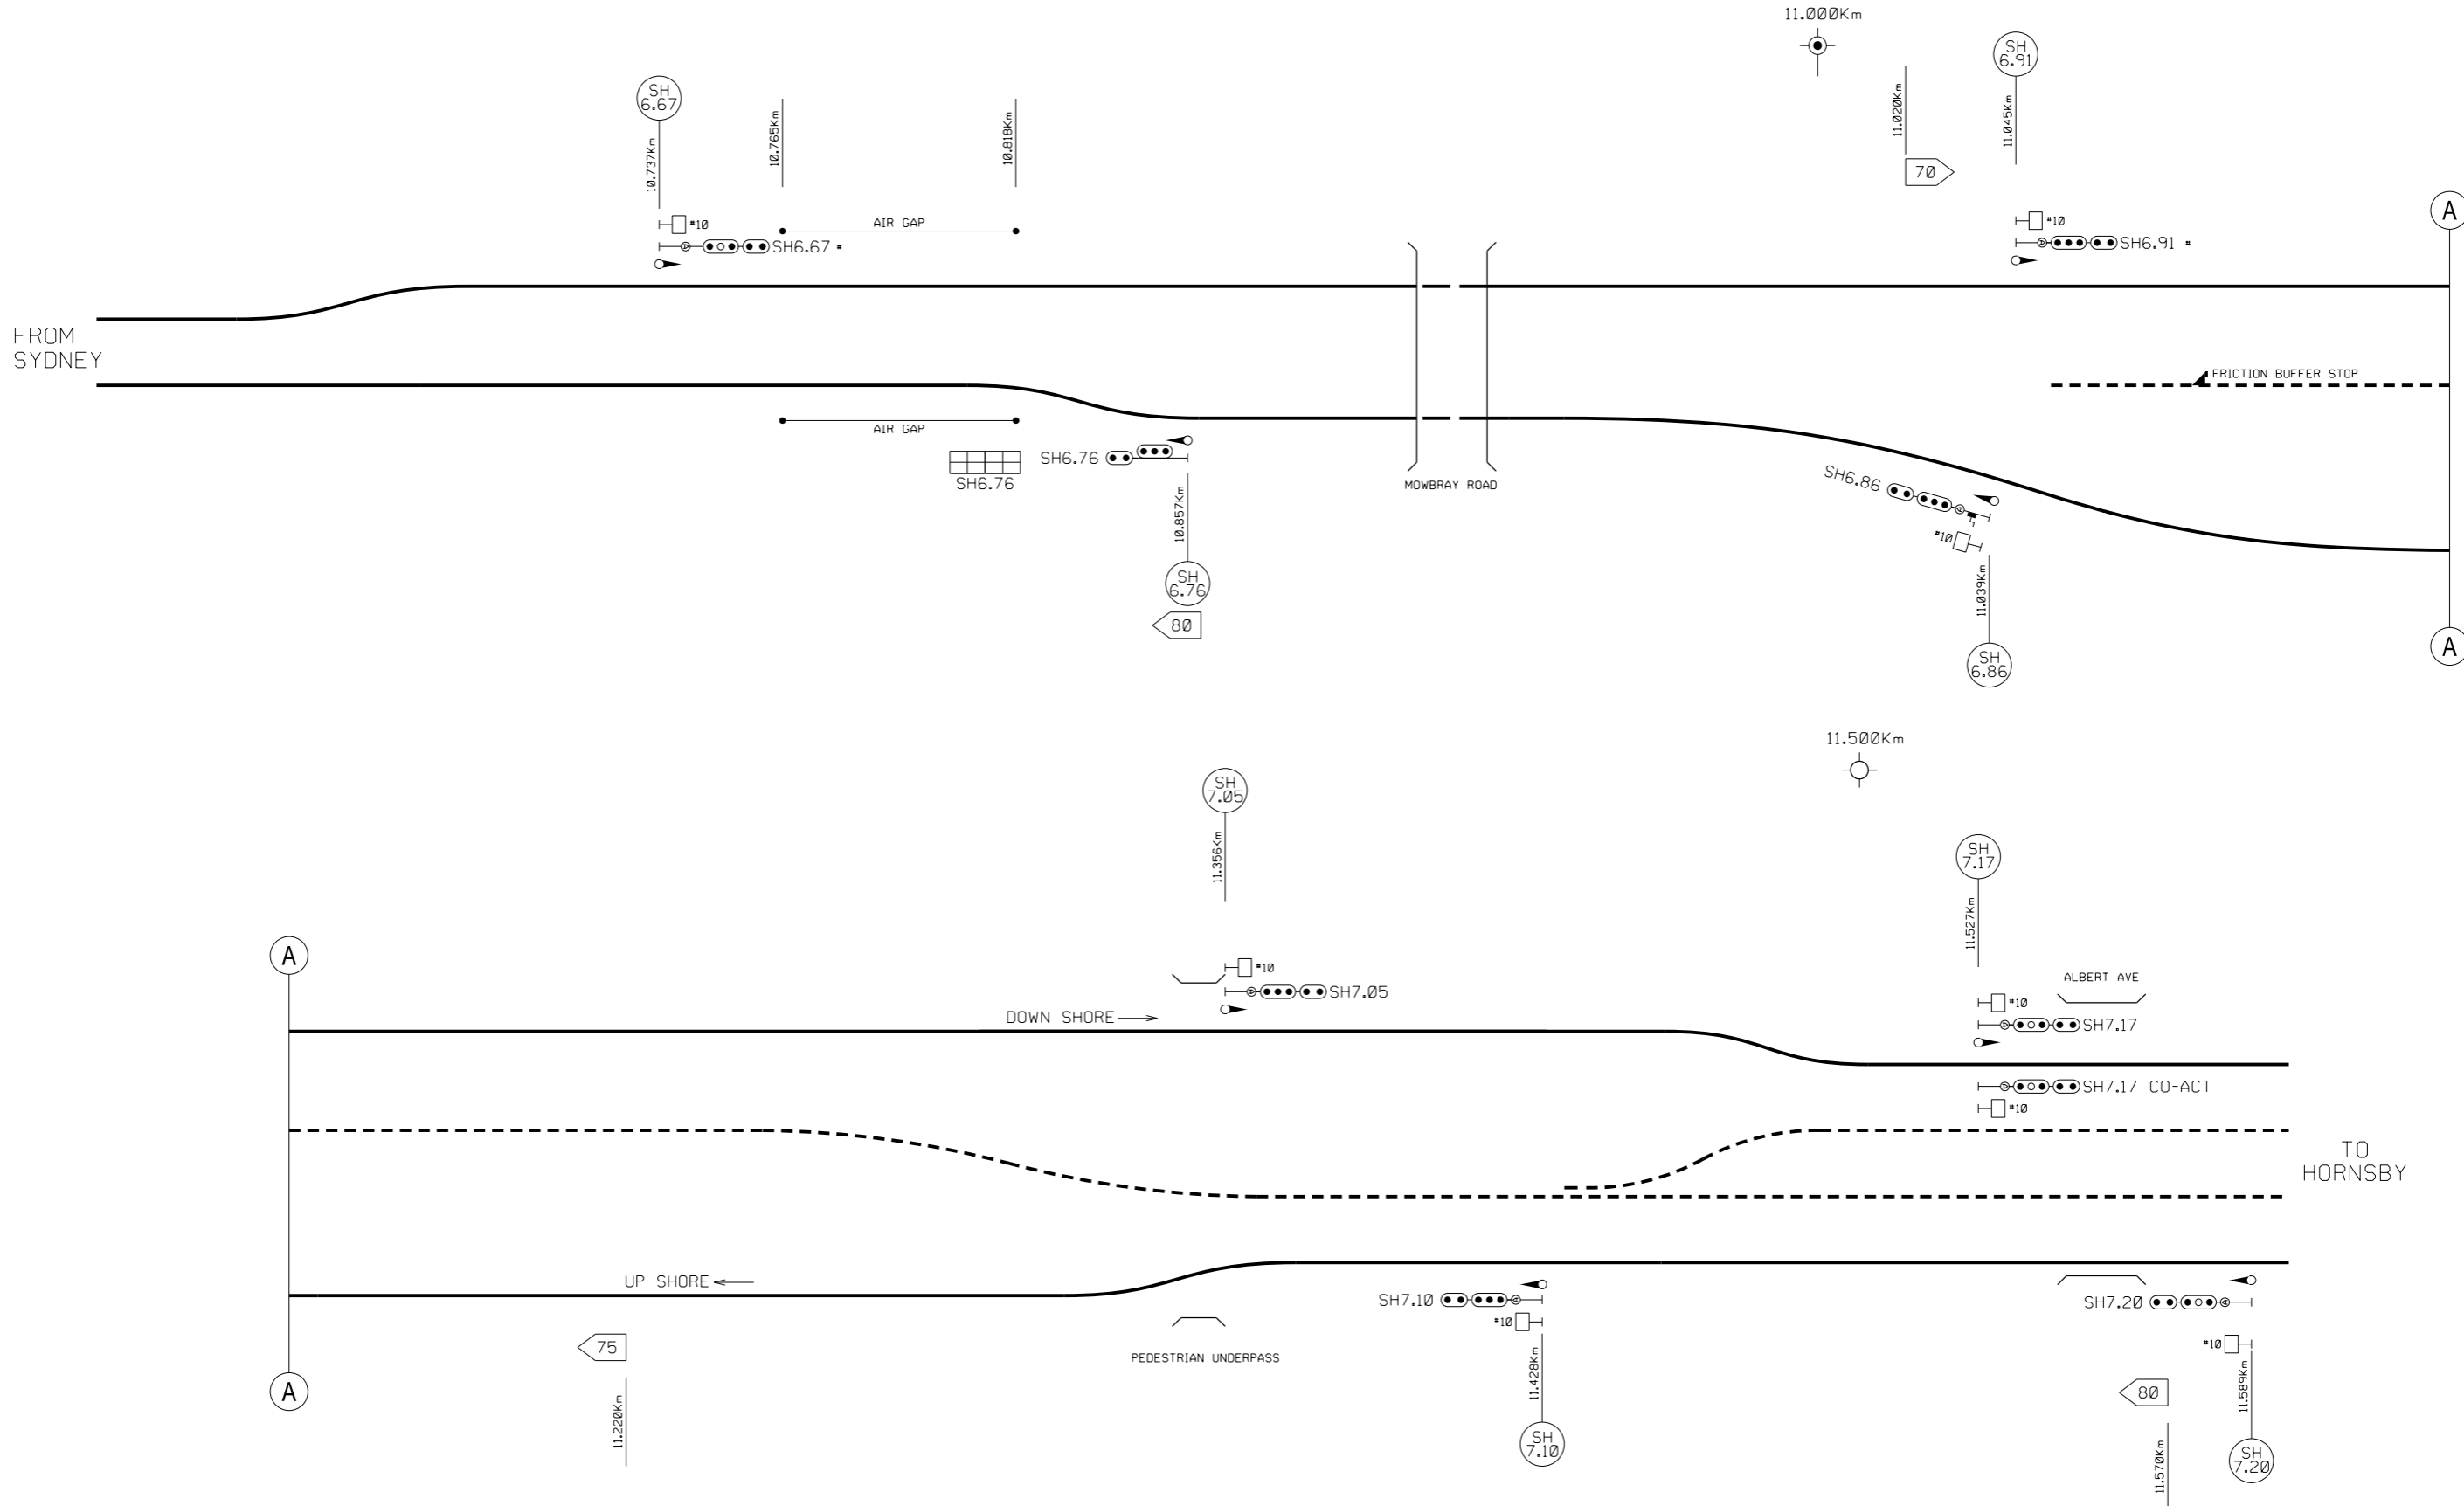 11.000Km
SH
6.91
SH
6.67
10.737Km
10.765Km
10.818Km
11.020Km
11.045Km
70
A
*10
AIR GAP
*10
SH6.67 *
SH6.91 *
FROM
SYDNEY
FRICTION BUFFER STOP
AIR GAP
SH6.76
SH6.76
MOWBRAY ROAD
SH6.86
10.857Km
*10
SH
6.76
11.039Km
80
A
SH
6.86
11.500Km
SH
7.05
11.356Km
SH
7.17
11.527Km
A
*10
ALBERT AVE
SH7.05
*10
DOWN SHORE
SH7.17
SH7.17 CO-ACT
*10
TO
HORNSBY
UP SHORE
SH7.10
SH7.20
*10
75
*10
PEDESTRIAN UNDERPASS
A
11.428Km
80
11.589Km
11.220Km
SH
7.10
SH
7.20
11.570Km